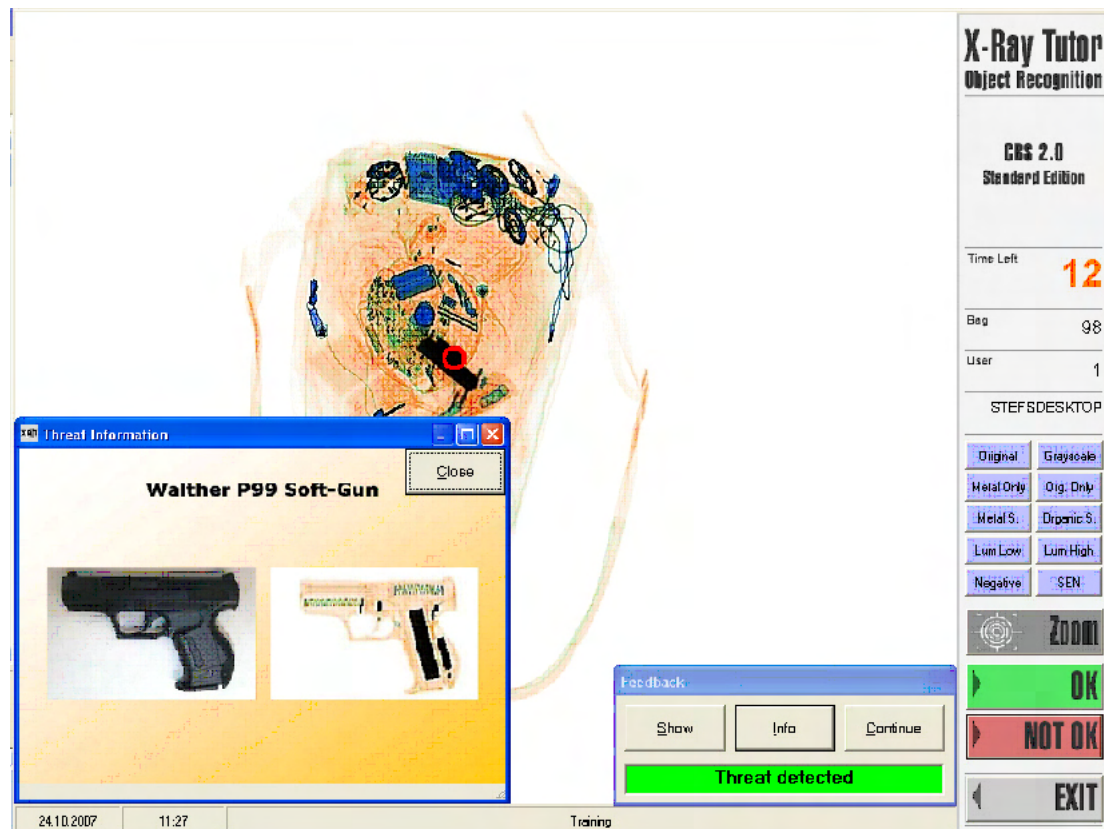 X-Ray Tutor
Object Recognition
CBS 2.0
Standard Edition
Time Left
12
Bag
98
User
1
STEFSDESKTOP
Original Grayscale
Metal Only Org. Only
Metal S. Organic S.
Lum Low Lum High
Negative SEN
Zoom
OK
NOT OK
EXIT
Threat Information
Close
Walther P99 Soft-Gun
Feedback
Show Info Continue
Threat detected
24.10.2007 11:27 Training